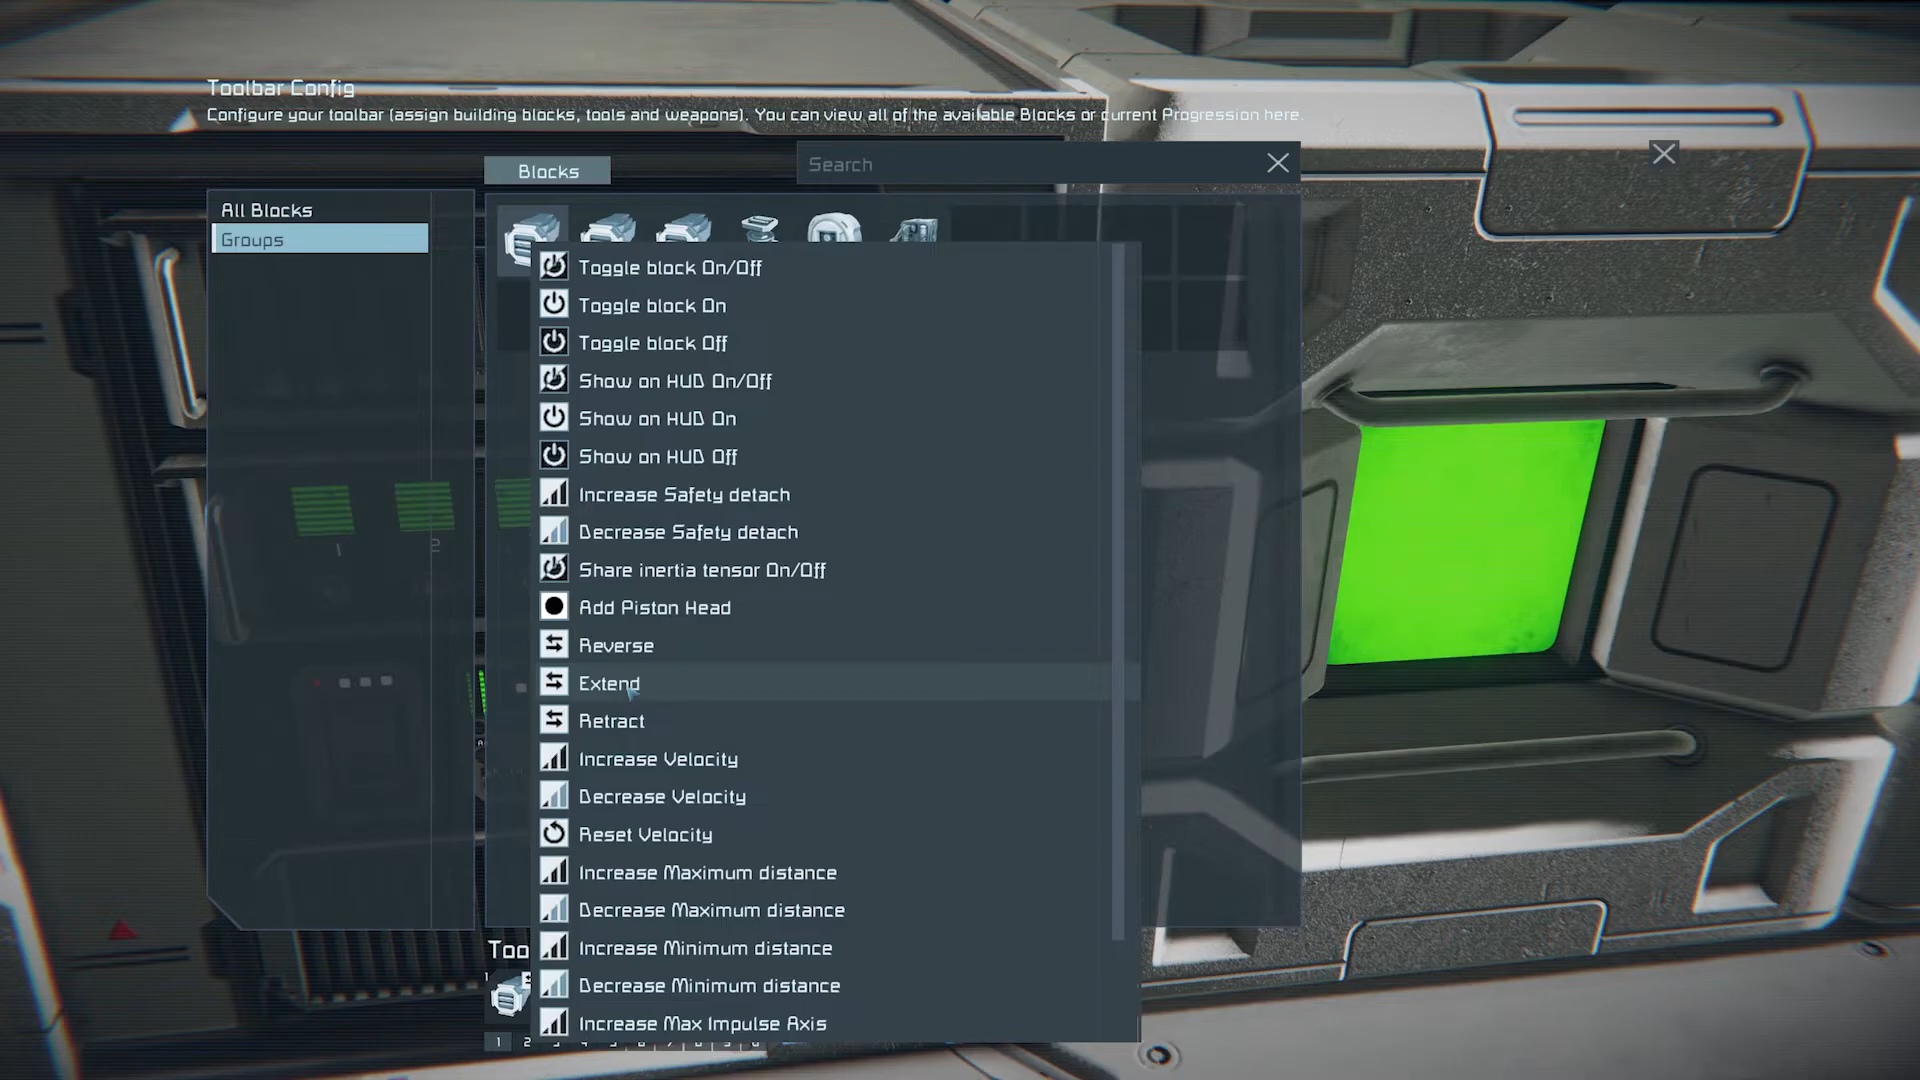 Toolbar Config
Configure your toolbar (assign building blocks, tools and weapons). You can view all of the available Blocks or current Progression here.
Blocks
Search
All Blocks
Groups
Toggle block On/Off
Toggle block On
Toggle block Off
Show on HUD On/Off
Show on HUD On
Show on HUD Off
Increase Safety detach
Decrease Safety detach
Share inertia tensor On/Off
Add Piston Head
Reverse
Extend
Retract
Increase Velocity
Decrease Velocity
Reset Velocity
Increase Maximum distance
Decrease Maximum distance
Increase Minimum distance
Decrease Minimum distance
Increase Max Impulse Axis
1 2
Too
1
1 2